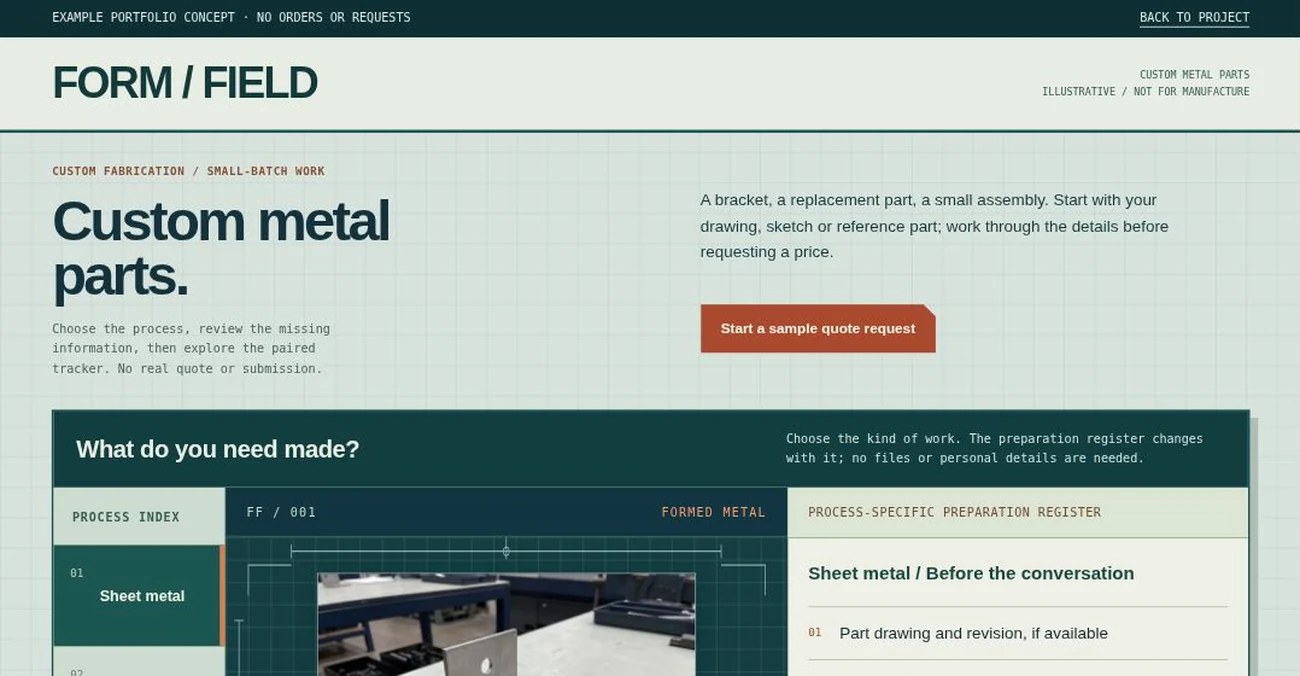 EXAMPLE PORTFOLIO CONCEPT · NO ORDERS OR REQUESTS
BACK TO PROJECT
FORM / FIELD
CUSTOM METAL PARTS
ILLUSTRATIVE / NOT FOR MANUFACTURE
CUSTOM FABRICATION / SMALL-BATCH WORK
Custom metal
parts.
Choose the process, review the missing
information, then explore the paired
tracker. No real quote or submission.
A bracket, a replacement part, a small assembly. Start with your
drawing, sketch or reference part; work through the details before
requesting a price.
Start a sample quote request
What do you need made?
Choose the kind of work. The preparation register changes
with it; no files or personal details are needed.
PROCESS INDEX
01
Sheet metal
02
FF / 001
FORMED METAL
PROCESS-SPECIFIC PREPARATION REGISTER
Sheet metal / Before the conversation
01 Part drawing and revision, if available